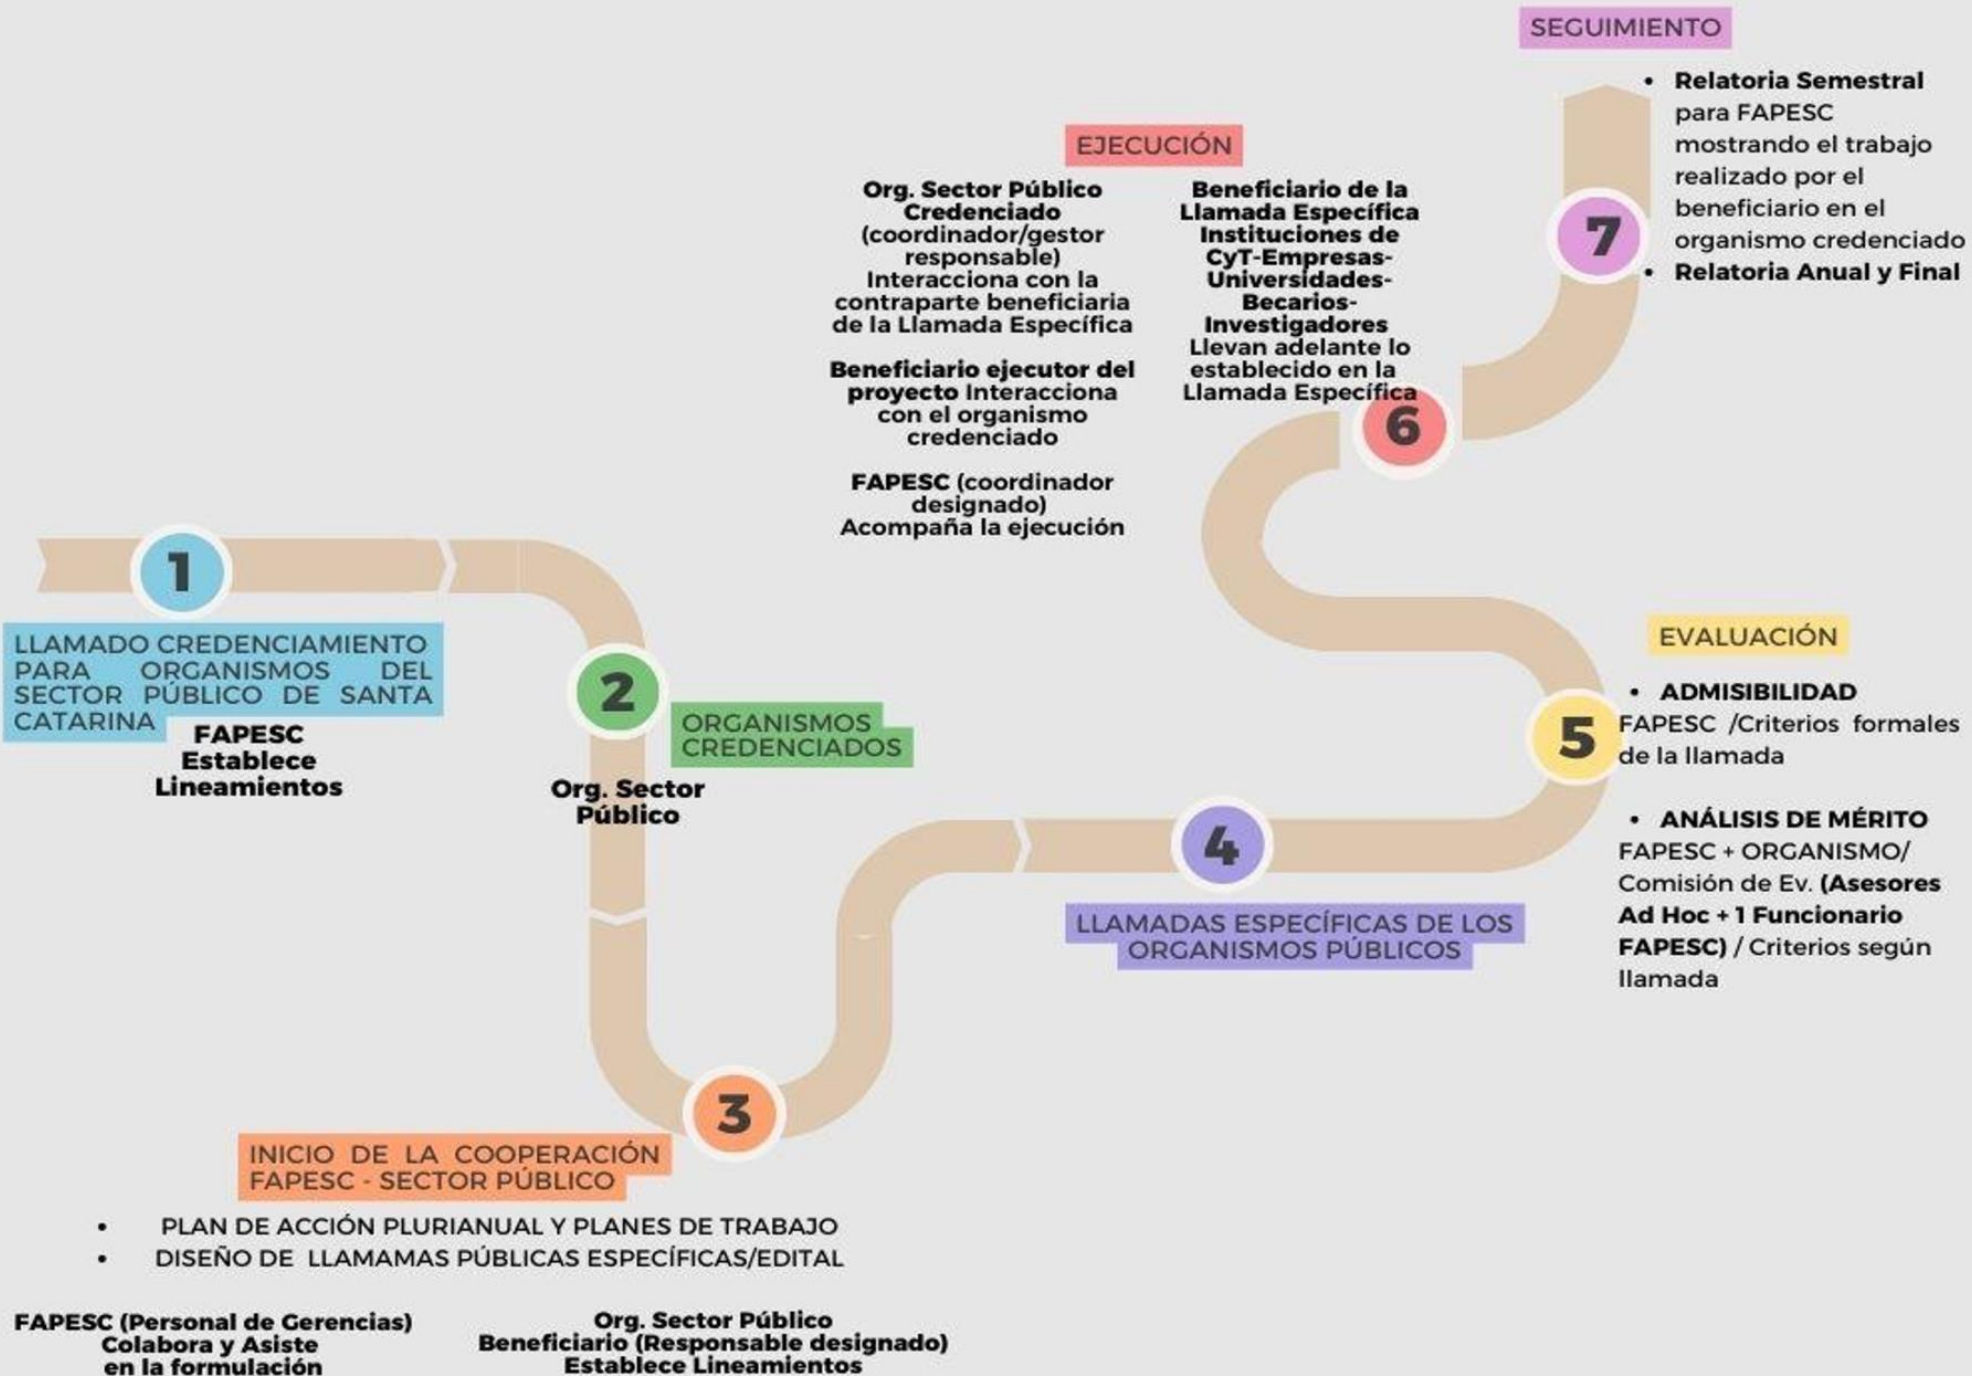 1
LLAMADO CREDENCIAMIENTO
PARA ORGANISMOS DEL
SECTOR PÚBLICO DE SANTA
CATARINA
FAPESC
Establece
Lineamientos
2
ORGANISMOS
CREDENCIADOS
Org. Sector
Público
3
INICIO DE LA COOPERACIÓN
FAPESC - SECTOR PÚBLICO
• PLAN DE ACCIÓN PLURIANUAL Y PLANES DE TRABAJO
• DISEÑO DE LLAMAMAS PÚBLICAS ESPECÍFICAS/EDITAL
FAPESC (Personal de Gerencias)
Colabora y Asiste
en la formulación
Org. Sector Público
Beneficiario (Responsable designado)
Establece Lineamientos
4
LLAMADAS ESPECÍFICAS DE LOS
ORGANISMOS PÚBLICOS
5
EVALUACIÓN
• ADMISIBILIDAD
FAPESC /Criterios formales
de la llamada
• ANÁLISIS DE MÉRITO
FAPESC + ORGANISMO/
Comisión de Ev. (Asesores
Ad Hoc + 1 Funcionario
FAPESC) / Criterios según
llamada
6
EJECUCIÓN
Org. Sector Público
Credenciado
(coordinador/gestor
responsable)
Interacciona con la
contraparte beneficiaria
de la Llamada Específica
Beneficiario ejecutor del
proyecto Interacciona
con el organismo
credenciado
FAPESC (coordinador
designado)
Acompaña la ejecución
Beneficiario de la
Llamada Específica
Instituciones de
CyT-Empresas-
Universidades-
Becarios-
Investigadores
Llevan adelante lo
establecido en la
Llamada Específica
7
SEGUIMIENTO
• Relatoria Semestral
para FAPESC
mostrando el trabajo
realizado por el
beneficiario en el
organismo credenciado
• Relatoria Anual y Final